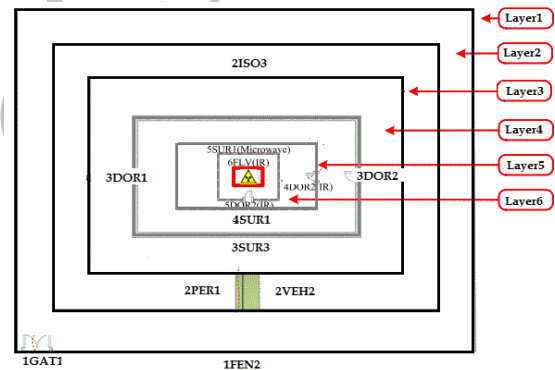 Layer1
Layer2
2ISO3
Layer3
Layer4
5SUR1(Microwave)
6FLV(IR)
Layer5
3DOR1
3DOR2
4DOR2(IR)
5DOR2(IR)
Layer6
4SUR1
3SUR3
2PER1
2VEH2
1GAT1
1FEN2